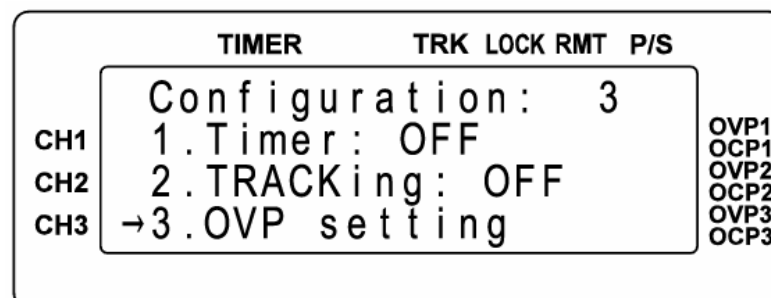 TIMER TRK LOCK RMT P/S
Configuration: 3
CH1 1.Timer: OFF OVP1
OCP1
CH2 2.TRACKing: OFF OVP2
OCP2
CH3 →3.OVP setting OVP3
OCP3